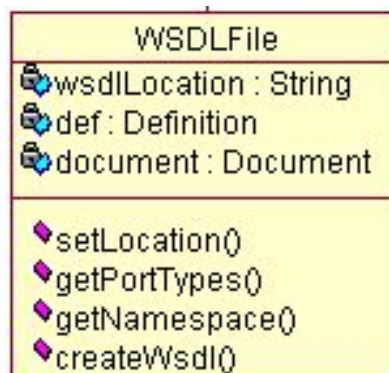 WSDLFile
wsdlLocation : String
def : Definition
document : Document
setLocation()
getPortTypes()
getNamespace()
createWsdl()